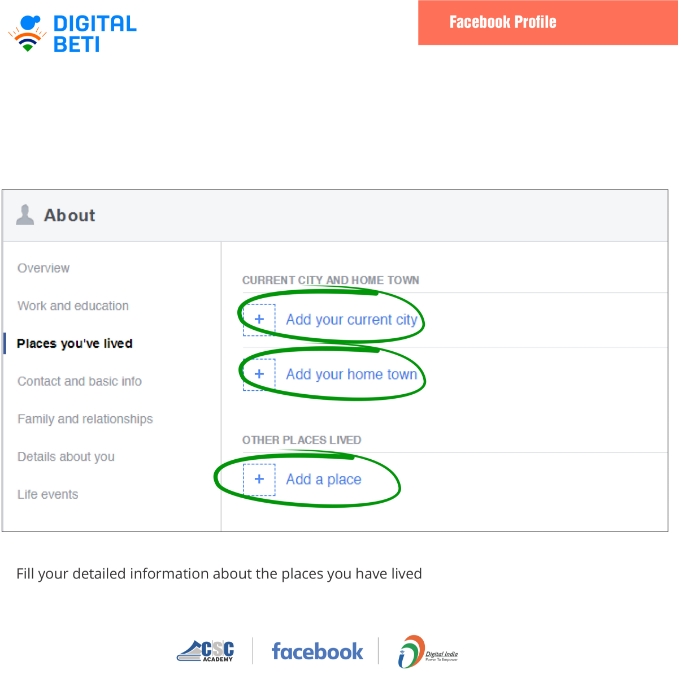 DIGITAL
BETI
Facebook Profile
About
Overview
Work and education
Places you've lived
Contact and basic info
Family and relationships
Details about you
Life events
CURRENT CITY AND HOME TOWN
+ Add your current city
+ Add your home town
OTHER PLACES LIVED
+ Add a place
Fill your detailed information about the places you have lived
CSC
ACADEMY
facebook
Digital India
Power To Empower